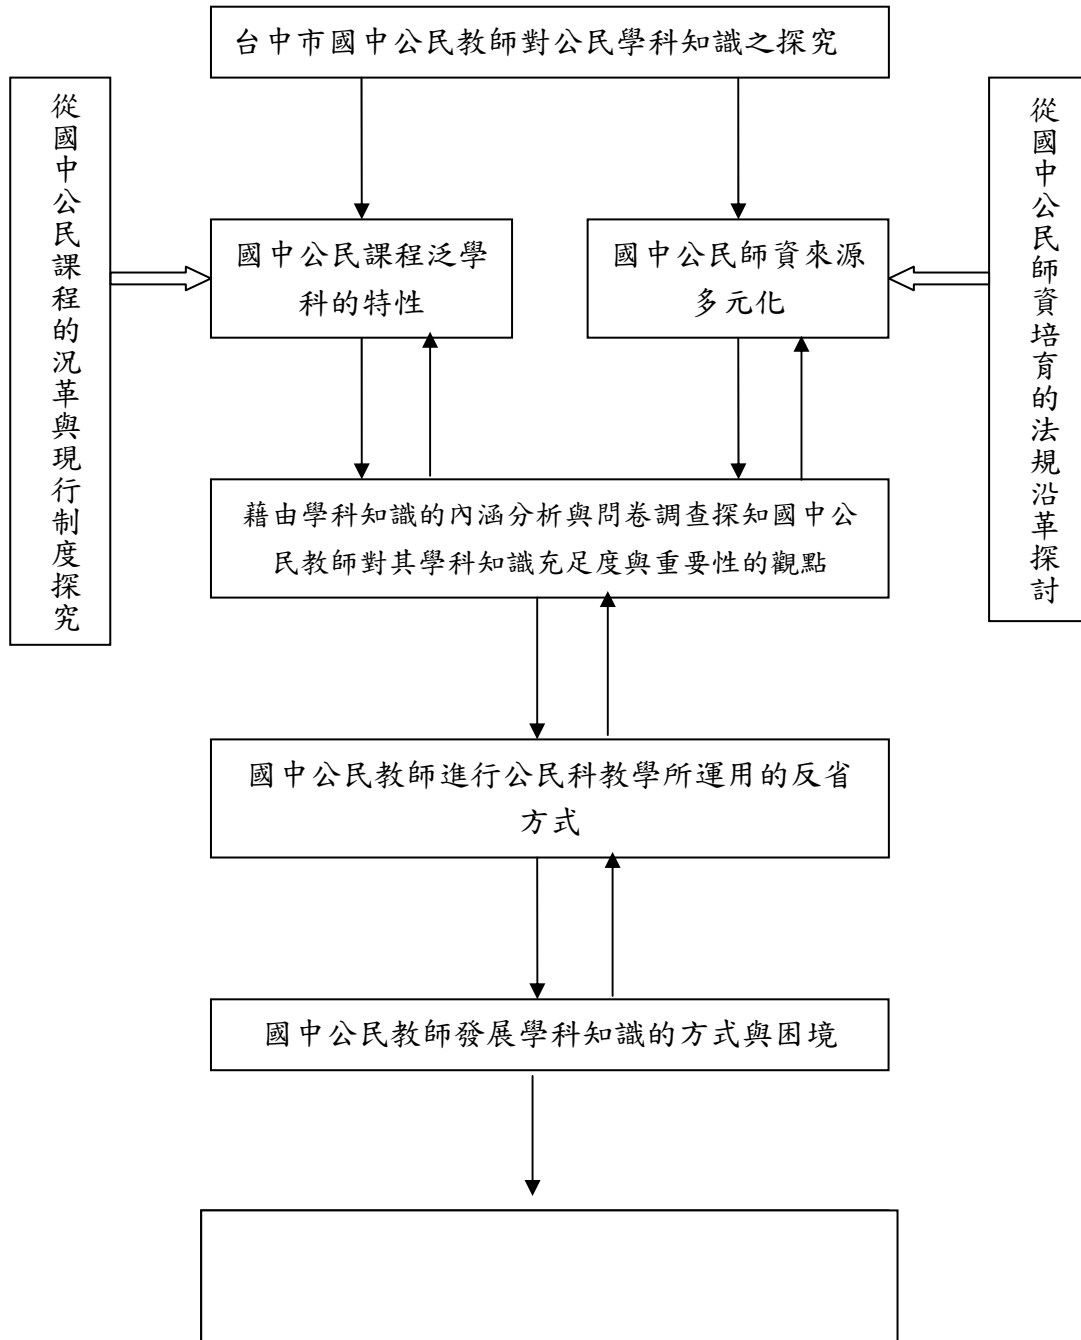 台中市國中公民教師對公民學科知識之探究
從國中公民課程的況革與現行制度探究
國中公民課程泛學
科的特性
國中公民師資來源
多元化
從國中公民師資培育的法規沿革探討
藉由學科知識的內涵分析與問卷調查探知國中公
民教師對其學科知識充足度與重要性的觀點
國中公民教師進行公民科教學所運用的反省
方式
國中公民教師發展學科知識的方式與困境